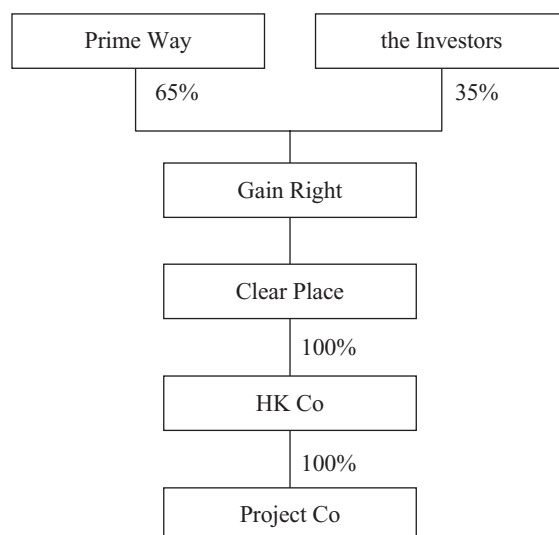 Prime Way
the Investors
65%
35%
Gain Right
Clear Place
100%
HK Co
100%
Project Co